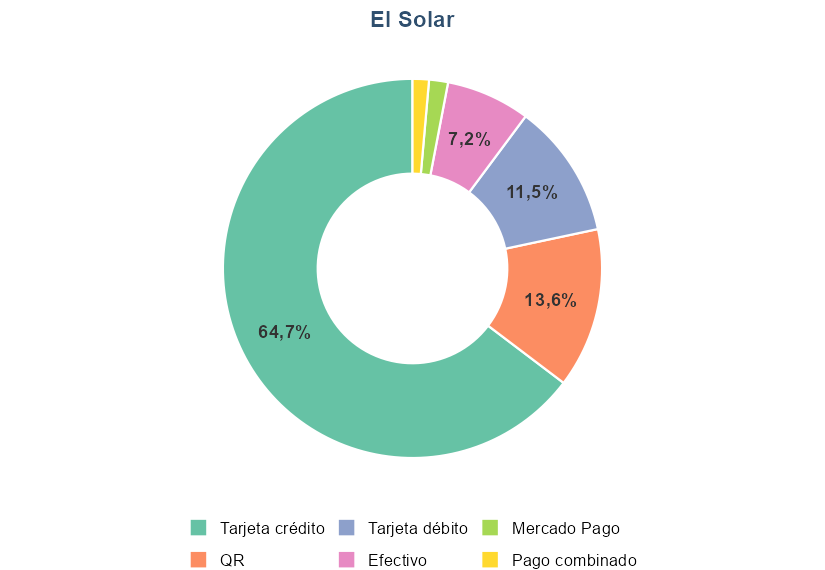 El Solar
7,2%
11,5%
13,6%
64,7%
Tarjeta crédito
Tarjeta débito
Mercado Pago
QR
Efectivo
Pago combinado